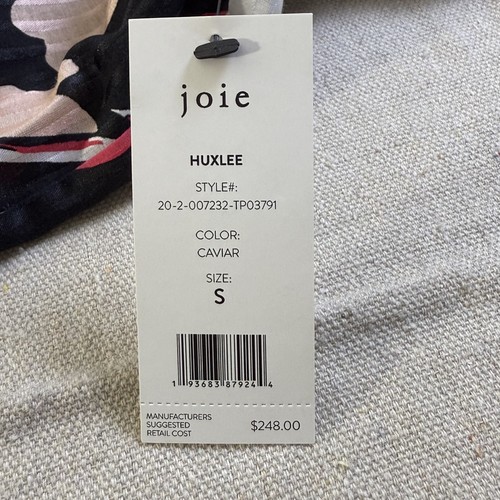 joie
HUXLEE
STYLE#:
20-2-007232-TP03791
COLOR:
CAVIAR
SIZE:
S
1 93683 87924 4
MANUFACTURERS
SUGGESTED
RETAIL COST
$248.00